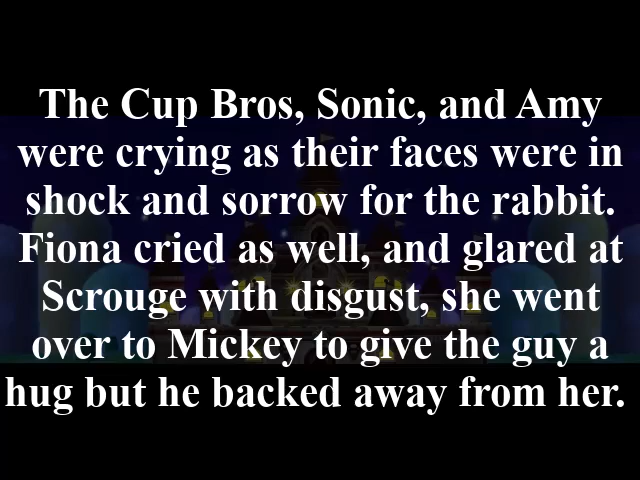 The Cup Bros, Sonic, and Amy
were crying as their faces were in
shock and sorrow for the rabbit.
Fiona cried as well, and glared at
Scrouge with disgust, she went
over to Mickey to give the guy a
hug but he backed away from her.